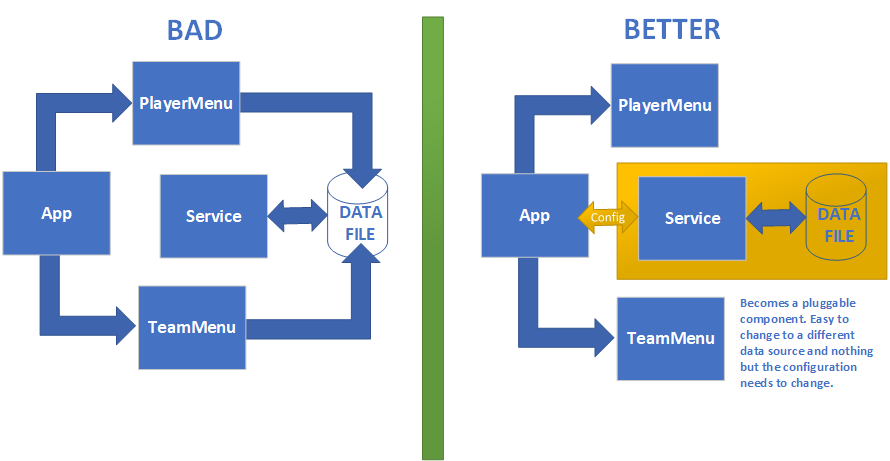 BAD
PlayerMenu
App
Service
DATA
FILE
TeamMenu
BETTER
PlayerMenu
App
Config
Service
DATA
FILE
TeamMenu
Becomes a pluggable
component. Easy to
change to a different
data source and nothing
but the configuration
needs to change.